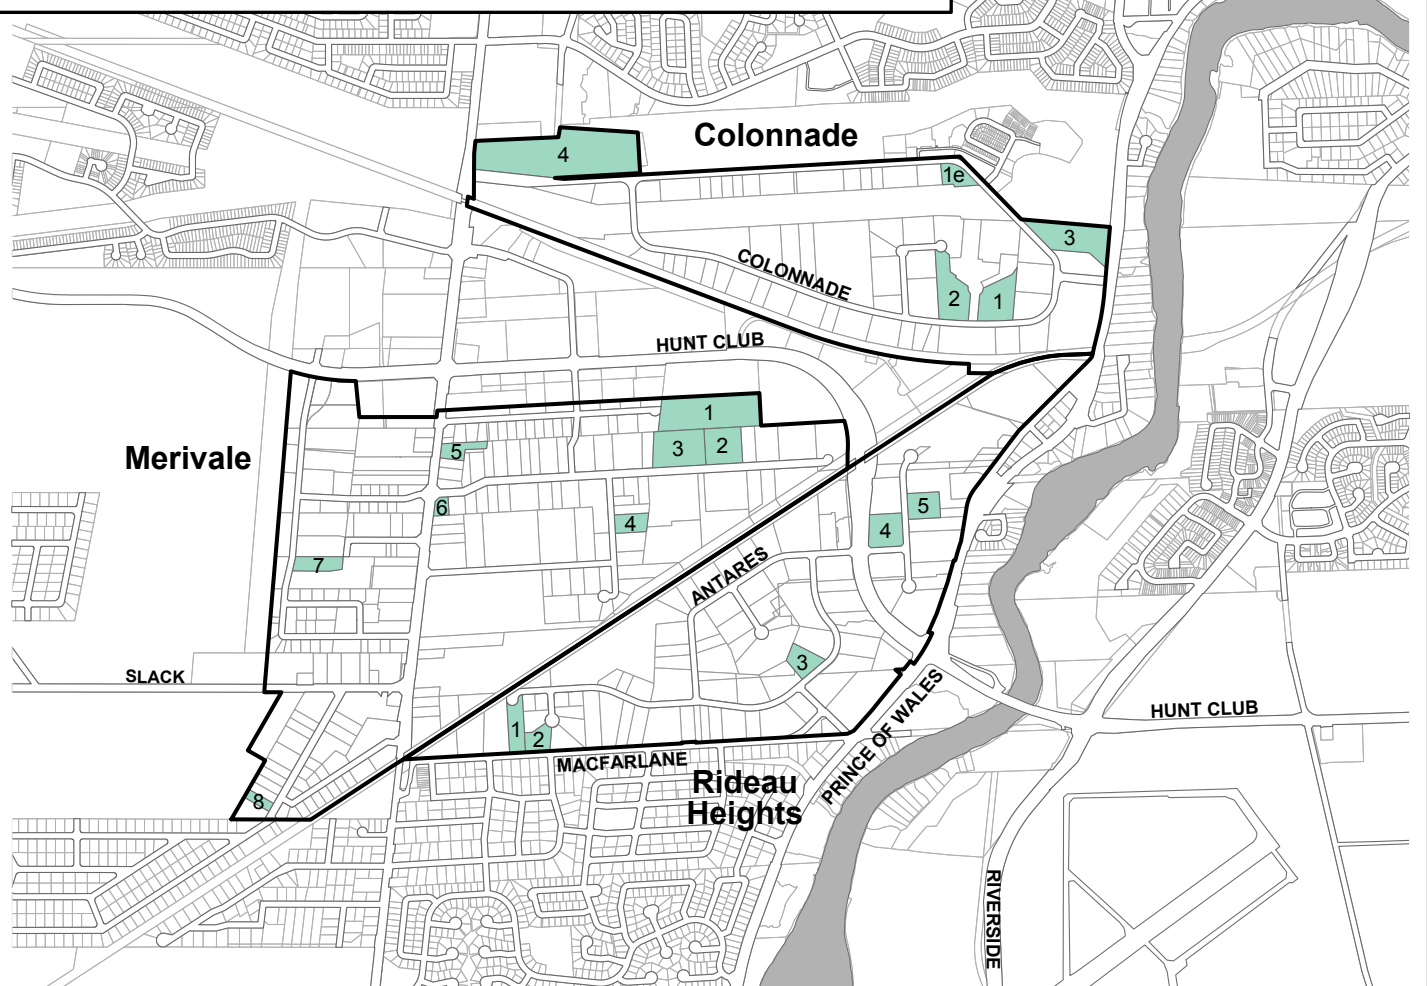 Colonnade
4
1e
3
COLONNADE
2
1
HUNT CLUB
Merivale
1
5
3
2
6
4
5
4
7
ANTARES
3
SLACK
1
2
HUNT CLUB
MACFARLANE
PRINCE OF WALES
Rideau
Heights
8
RIVERSIDE